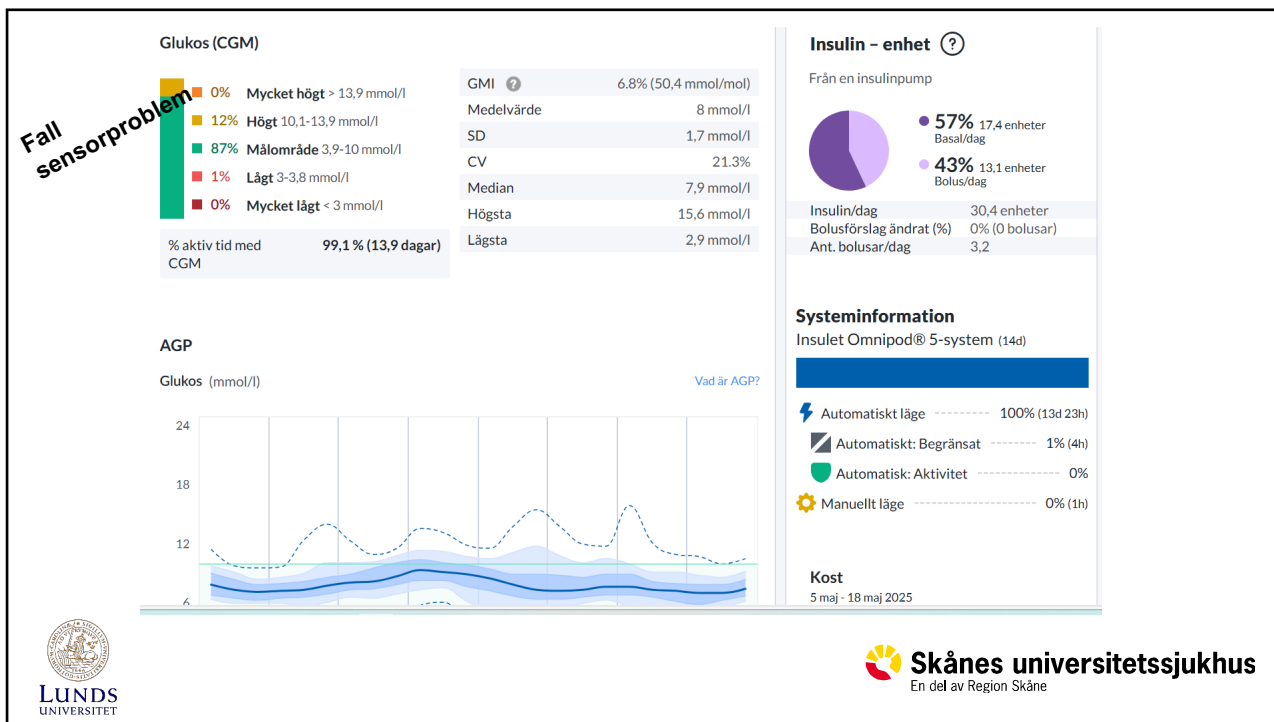 Fall
sensorproblem
Glukos (CGM)
0% Mycket högt > 13,9 mmol/l
12% Högt 10,1-13,9 mmol/l
87% Målområde 3,9-10 mmol/l
1% Lågt 3-3,8 mmol/l
0% Mycket lågt < 3 mmol/l
% aktiv tid med CGM 99,1 % (13,9 dagar)
GMI ? 6.8% (50,4 mmol/mol)
Medelvärde 8 mmol/l
SD 1,7 mmol/l
CV 21.3%
Median 7,9 mmol/l
Högsta 15,6 mmol/l
Lägsta 2,9 mmol/l
AGP
Glukos (mmol/l) Vad är AGP?
24
18
12
6
Insulin – enhet ?
Från en insulinpump
57% 17,4 enheter
Basal/dag
43% 13,1 enheter
Bolus/dag
Insulin/dag 30,4 enheter
Bolusförslag ändrat (%) 0% (0 bolusar)
Ant. bolusar/dag 3,2
Systeminformation
Insulet Omnipod® 5-system (14d)
Automatiskt läge 100% (13d 23h)
Automatiskt: Begränsat 1% (4h)
Automatisk: Aktivitet 0%
Manuellt läge 0% (1h)
Kost
5 maj - 18 maj 2025
LUNDS
UNIVERSITET
Skånes universitetssjukhus
En del av Region Skåne